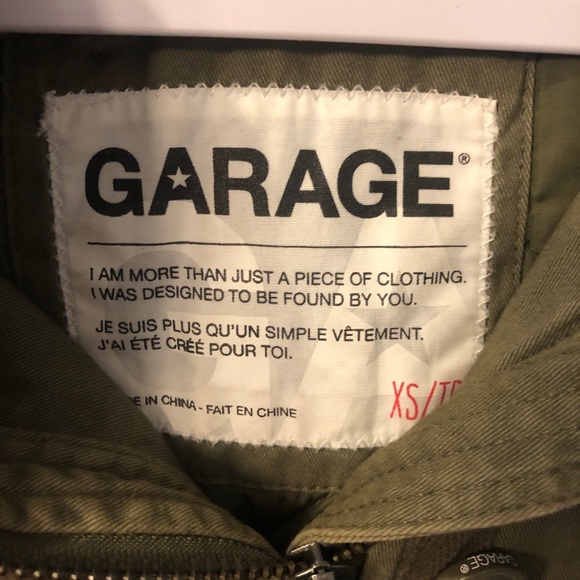 GARAGE®
I AM MORE THAN JUST A PIECE OF CLOTHING.
I WAS DESIGNED TO BE FOUND BY YOU.
JE SUIS PLUS QU'UN SIMPLE VÊTEMENT.
J'AI ÉTÉ CRÉÉ POUR TOI.
IN CHINA - FAIT EN CHINE
XS/
GARAGE®